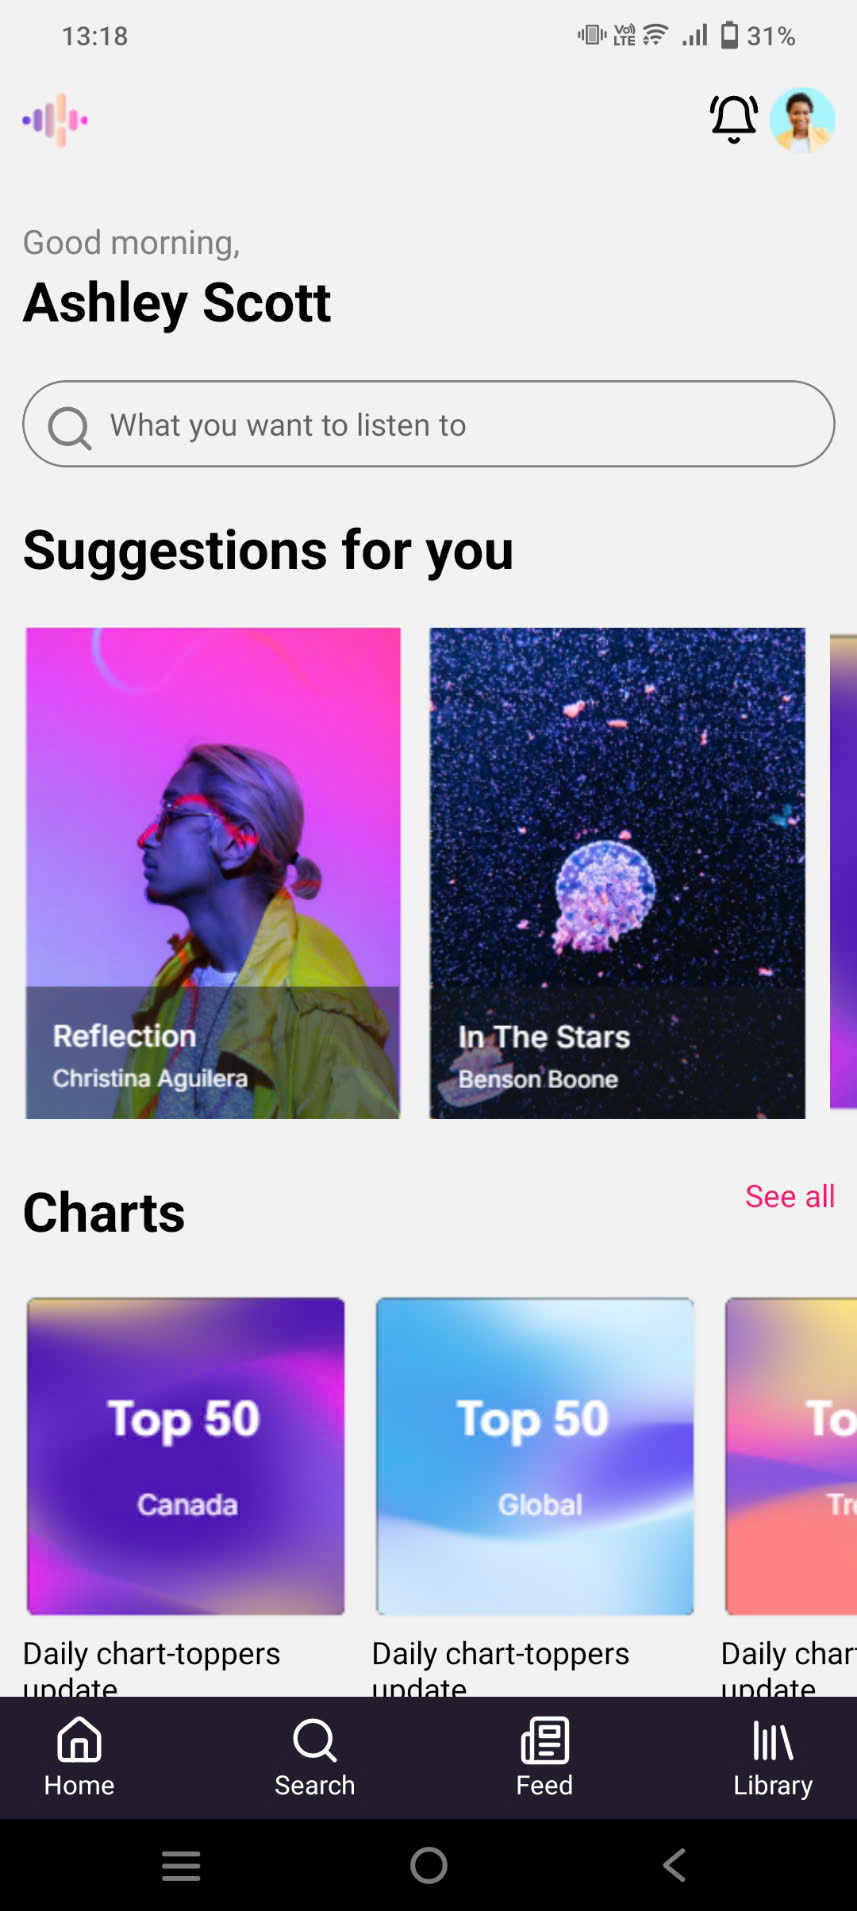 13:18
Vo)) LTE
31%
Good morning,
Ashley Scott
What you want to listen to
Suggestions for you
Reflection
Christina Aguilera
In The Stars
Benson Boone
Charts
See all
Top 50
Canada
Top 50
Global
To
Tr
Daily chart-toppers
update
Daily chart-toppers
update
Daily char
update
Home
Search
Feed
Library